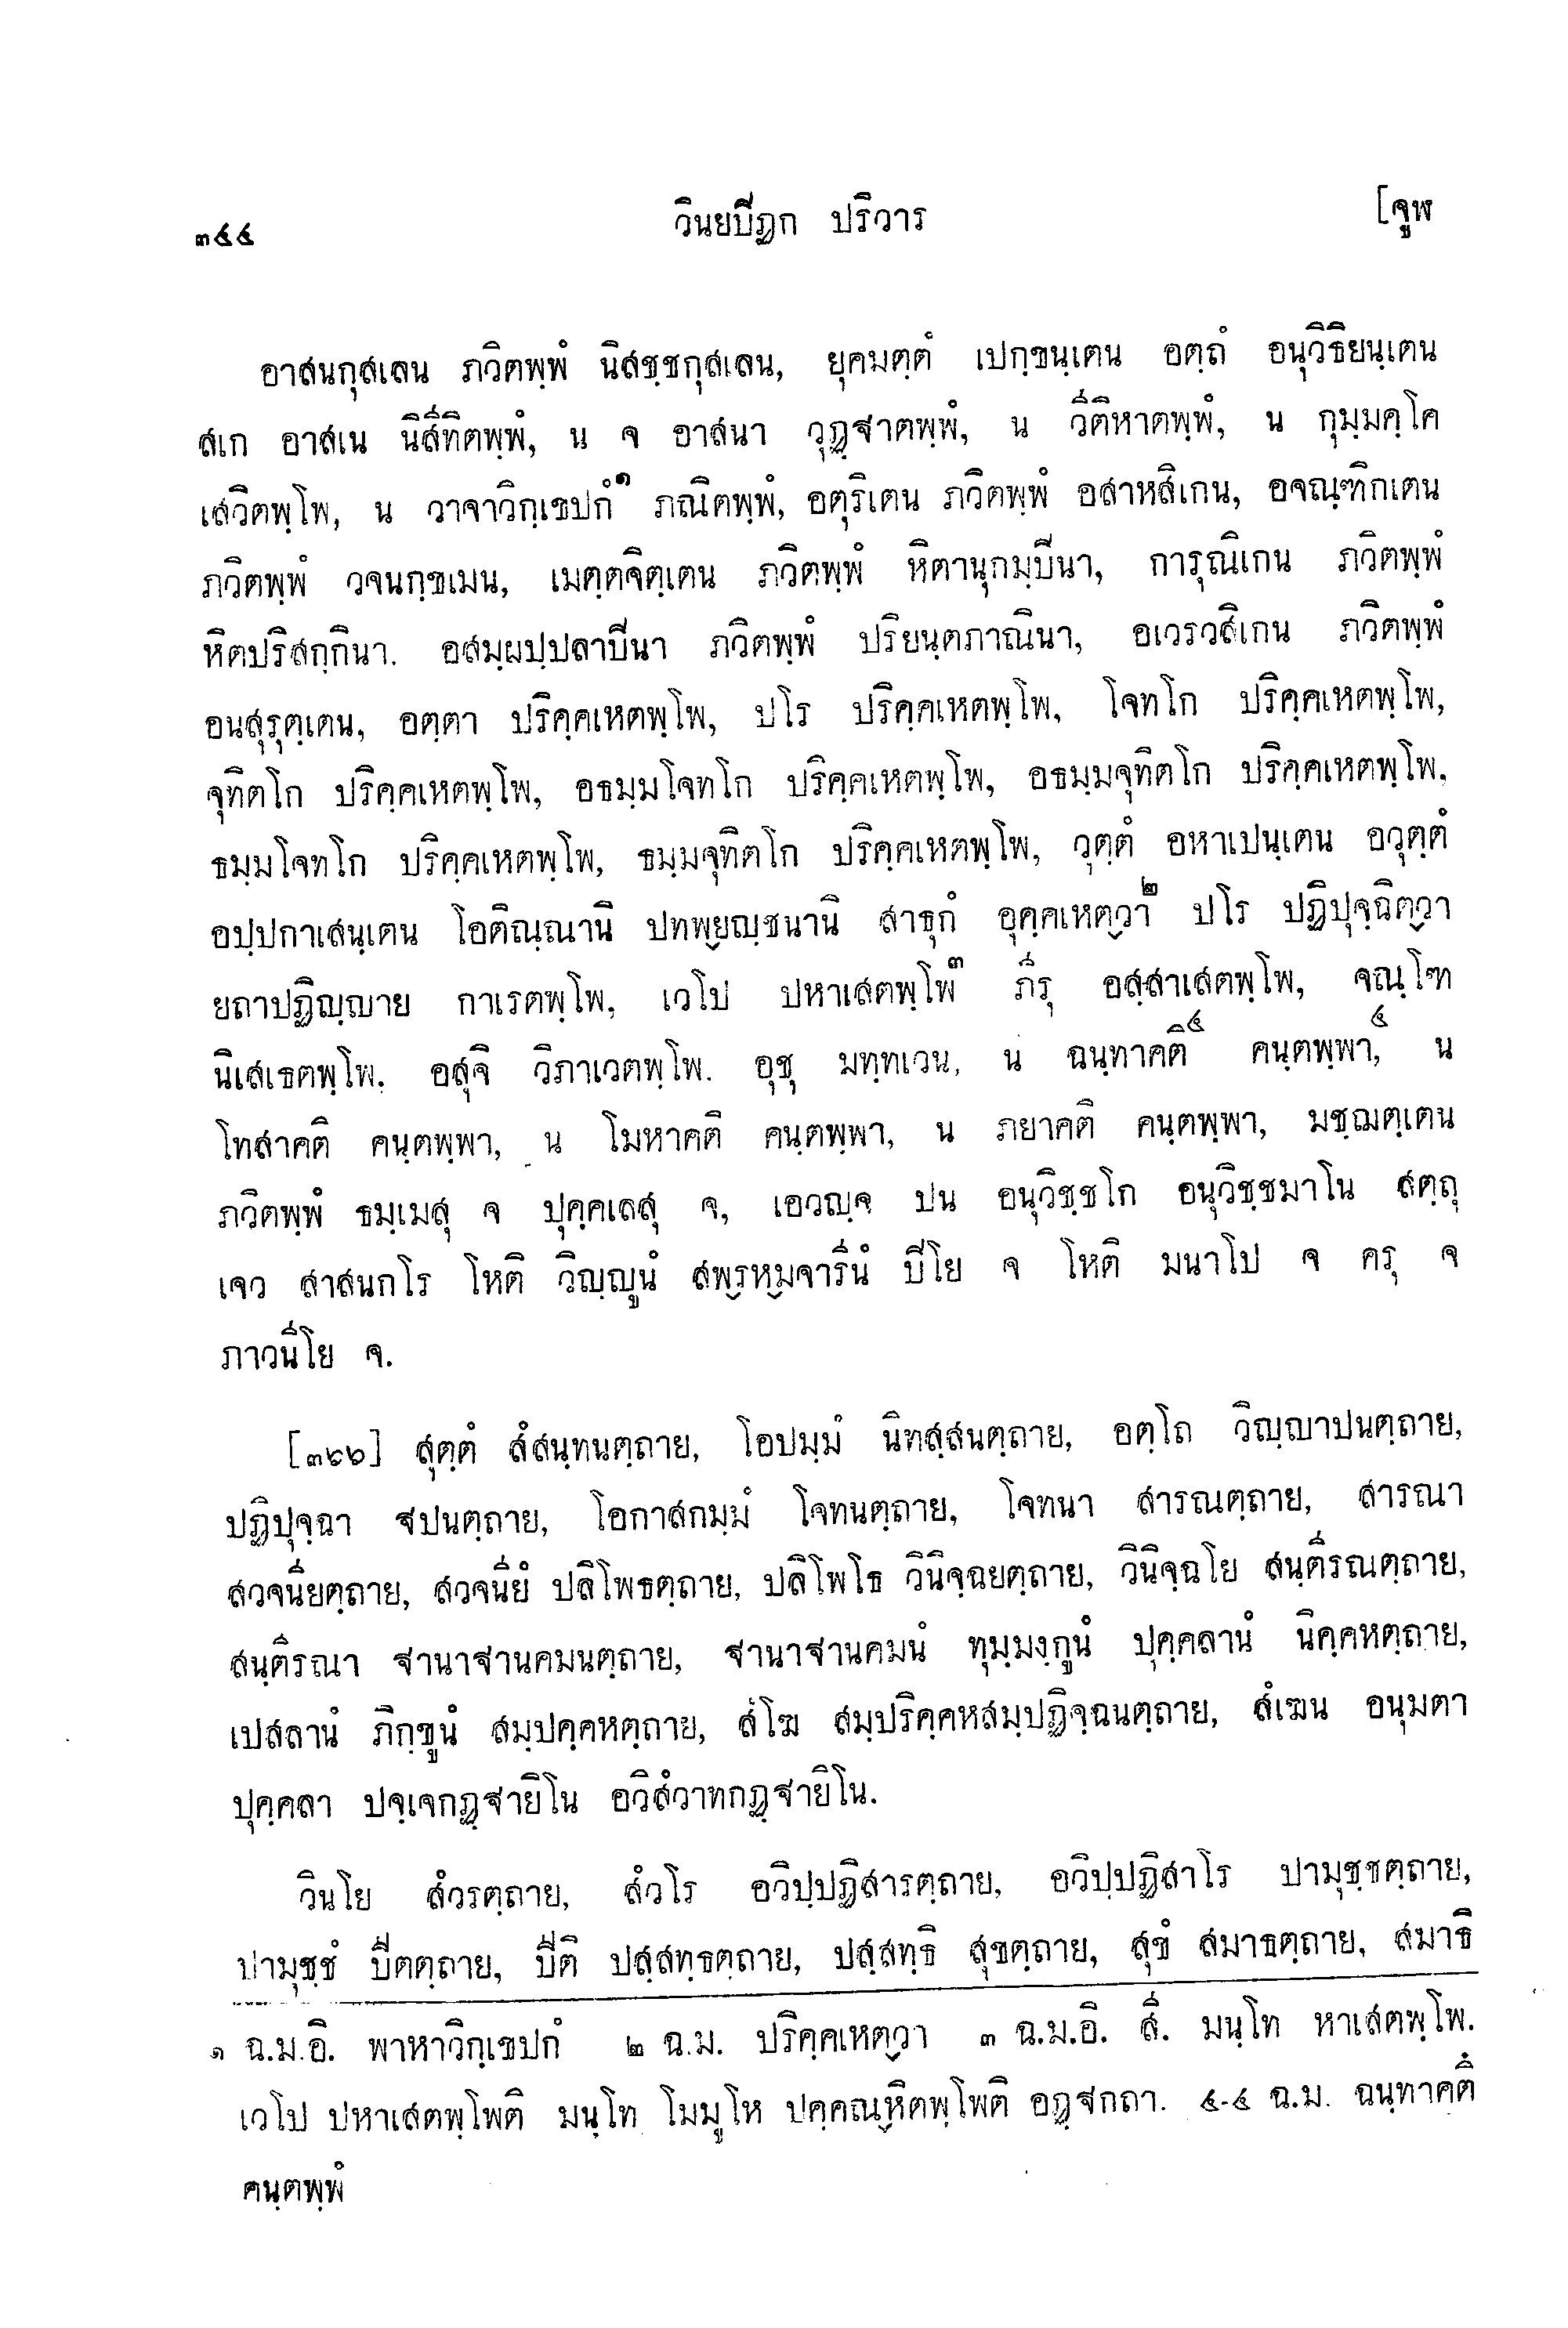 ๓๔๔ วินยปิฏก ปริวาร [จูฬ
อาสนกุสเลน ภวิตพฺพํ นิสชฺชกุสเลน, ยุคมตฺตํ เปกฺขนฺเตน อตฺถํ อนุวิธิยนฺเตน
สเก อาสเน นิสีทิตพฺพํ, น จ อาสนา วุฏฺฐาตพฺพํ, น วีติหาตพฺพํ, น กุมฺมคฺโค
เสวิตพฺโพ, น วาจาวิกฺเขปกํ๑ ภณิตพฺพํ, อตุริเตน ภวิตพฺพํ อสาหสิเกน, อจณฺฑิกเตน
ภวิตพฺพํ วจนกฺขเมน, เมตฺตจิตฺเตน ภวิตพฺพํ หิตานุกมฺปินา, การุณิเกน ภวิตพฺพํ
หิตปริสกฺกินา. อสมฺผปฺปลาปินา ภวิตพฺพํ ปริยนฺตภาณินา, อเวรวสิเกน ภวิตพฺพํ
อนสุรุตฺเตน, อตฺตา ปริคฺคเหตพฺโพ, ปโร ปริคฺคเหตพฺโพ, โจทโก ปริคฺคเหตพฺโพ,
จุทิตโก ปริคฺคเหตพฺโพ, อธมฺมโจทโก ปริคฺคเหตพฺโพ, อธมฺมจุทิตโก ปริคฺคเหตพฺโพ,
ธมฺมโจทโก ปริคฺคเหตพฺโพ, ธมฺมจุทิตโก ปริคฺคเหตพฺโพ, วุตฺตํ อหาเปนฺเตน อวุตฺตํ
อปฺปกาเสนฺเตน โอติณฺณานิ ปทพฺยญฺชนานิ สาธุกํ อุคฺคเหตฺวา๒ ปโร ปฏิปุจฺฉิตฺวา
ยถาปฏิญฺญาย กาเรตพฺโพ, เวโป ปหาเสตพฺโพ๓ ภีรุ อสฺสาเสตพฺโพ, จณฺโฑ
นิเสเธตพฺโพ. อสุจิ วิภาเวตพฺโพ. อุชุ มทฺทเวน, น ฉนฺทาคติ๔ คนฺตพฺพา,๔ น
โทสาคติ คนฺตพฺพา, น โมหาคติ คนฺตพฺพา, น ภยาคติ คนฺตพฺพา, มชฺฌตฺเตน
ภวิตพฺพํ ธมฺเมสุ จ ปุคฺคเลสุ จ, เอวญฺจ ปน อนุวิชฺชโก อนุวิชฺชมาโน สตฺถุ
เจว สาสนกโร โหติ วิญฺญูนํ สพฺรหฺมจารีนํ ปิโย จ โหติ มนาโป จ ครุ จ
ภาวนีโย จ.
[๓๖๖] สุตฺตํ สํสนฺทนตฺถาย, โอปมฺมํ นิทสฺสนตฺถาย, อตฺโถ วิญฺญาปนตฺถาย,
ปฏิปุจฺฉา ฐปนตฺถาย, โอกาสกมฺมํ โจทนตฺถาย, โจทนา สารณตฺถาย, สารณา
สวจนียตฺถาย, สวจนียํ ปลิโพธตฺถาย, ปลิโพโธ วินิจฺฉยตฺถาย, วินิจฺฉโย สนฺตีรณตฺถาย,
สนฺตีรณา ฐานาฐานคมนตฺถาย, ฐานาฐานคมนํ ทุมฺมงฺกูนํ ปุคฺคลานํ นิคฺคหตฺถาย,
เปสลานํ ภิกฺขูนํ สมฺปคฺคหตฺถาย, สํโฆ สมฺปริคฺคหสมฺปฏิจฺฉนตฺถาย, สํเฆน อนุมตา
ปุคฺคลา ปจฺเจกฏฺฐายิโน อวิสํวาทกฏฺฐายิโน.
วินโย สํวรตฺถาย, สํวโร อวิปฺปฏิสารตฺถาย, อวิปฺปฏิสาโร ปามุชฺชตฺถาย,
ปามุชฺชํ ปีตตฺถาย, ปีติ ปสฺสทฺธตฺถาย, ปสฺสทฺธิ สุขตฺถาย, สุขํ สมาธตฺถาย, สมาธิ
๑ ฉ.ม.อิ. พาหาวิกฺเขปกํ ๒ ฉ.ม. ปริคฺคเหตฺวา ๓ ฉ.ม.อิ. สี. มนฺโท หาเสตพฺโพ.
เวโป ปหาเสตพฺโพติ มนฺโท โมมูโห ปคฺคณฺหิตพฺโพติ อฏฺฐกถา. ๔-๔ ฉ.ม. ฉนฺทาคตึ
คนฺตพฺพํ